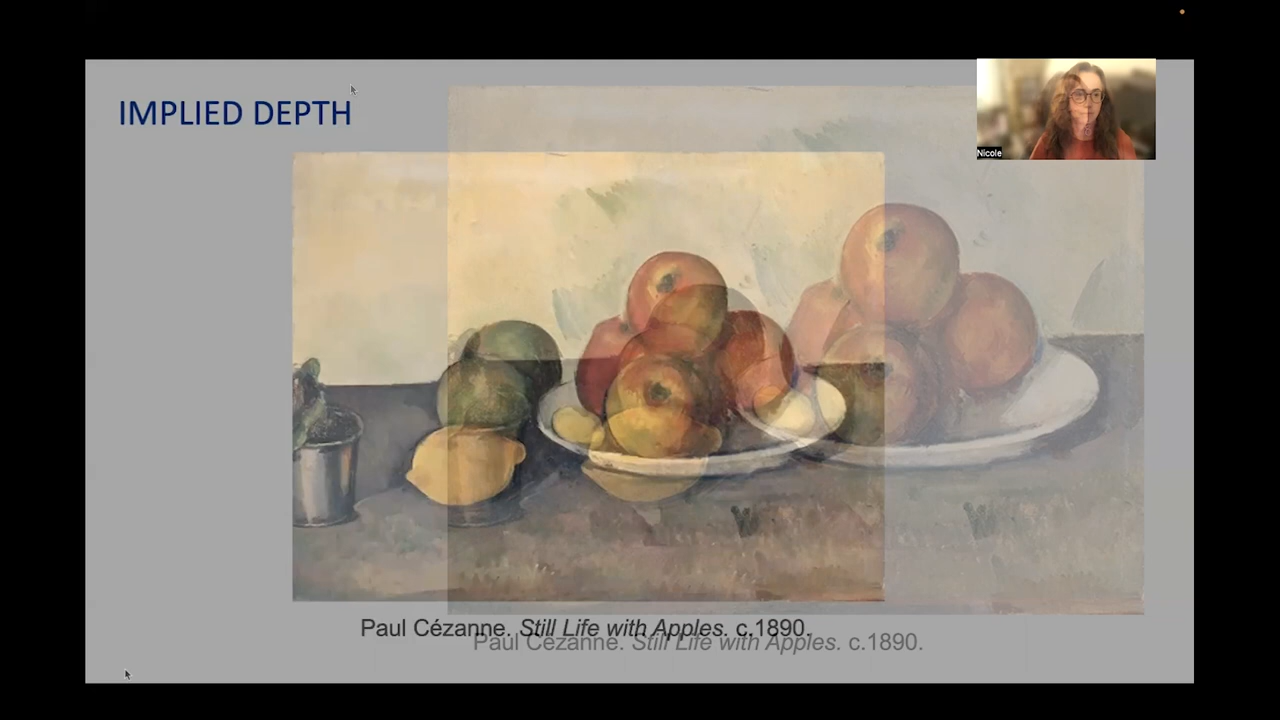 IMPLIED DEPTH
Nicole
Paul Cézanne. Still Life with Apples. c.1890.
Paul Cézanne. Still Life with Apples. c.1890.